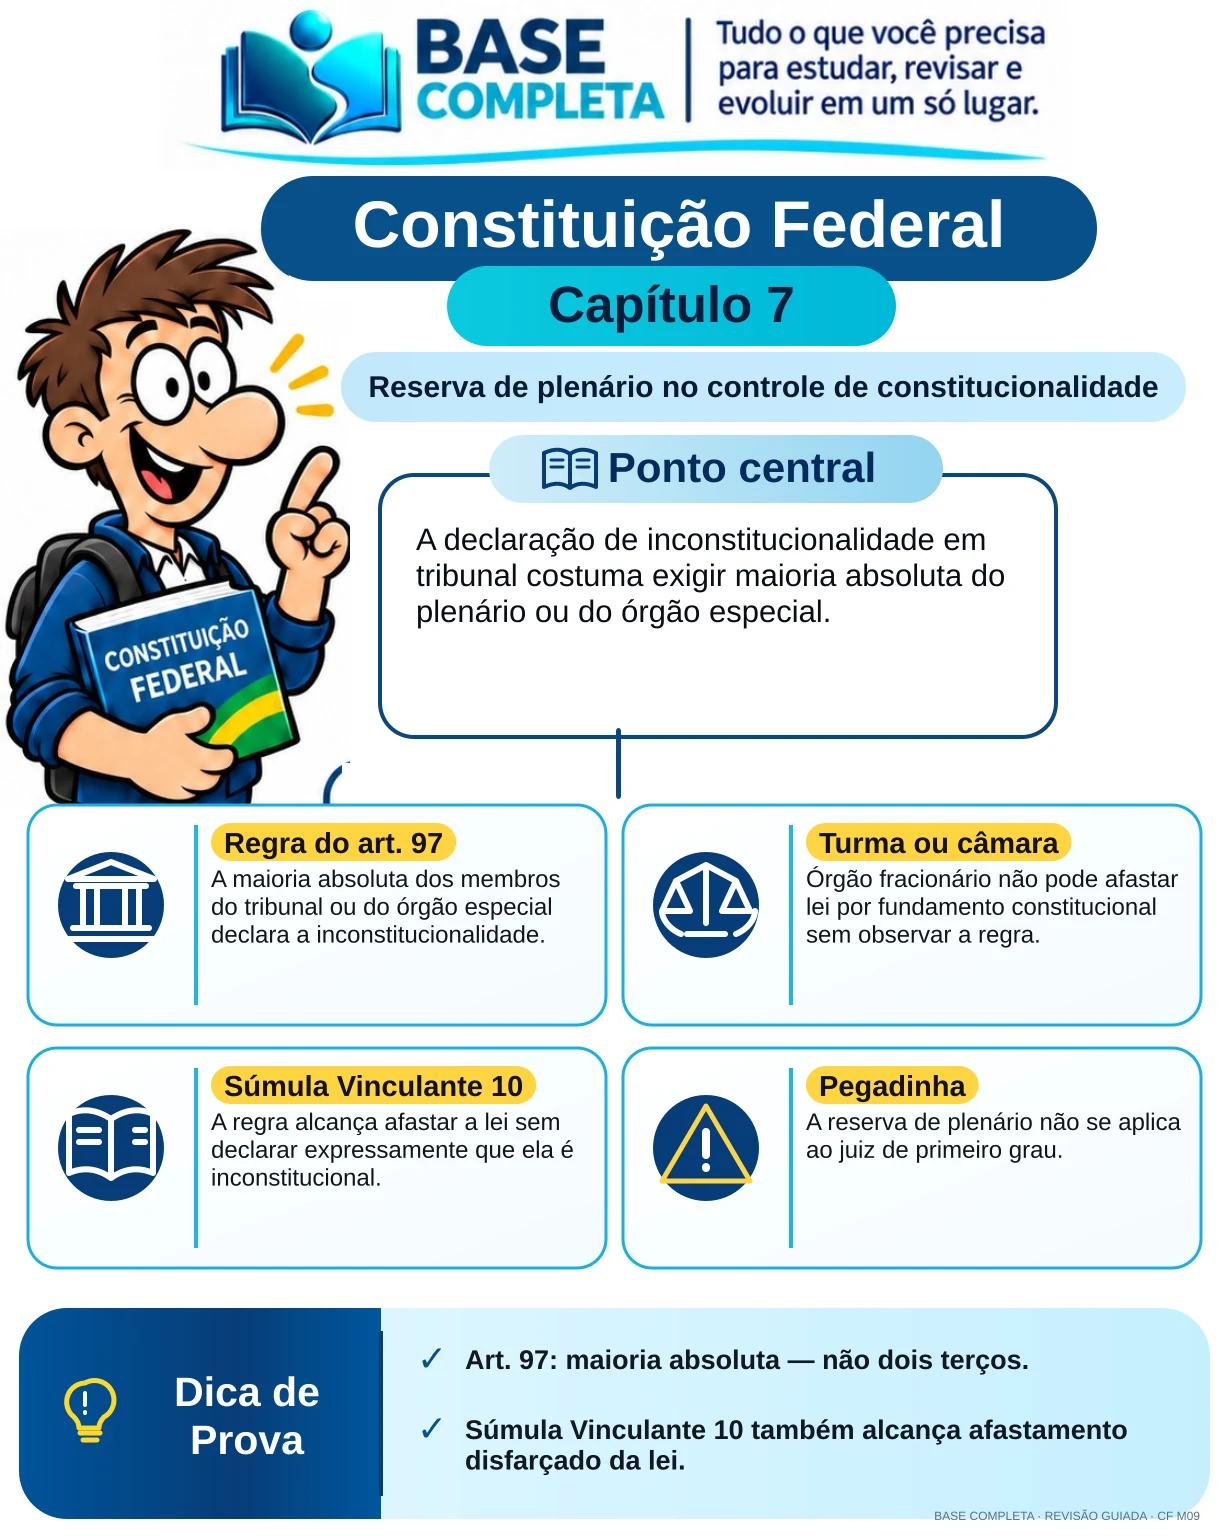 BASE
COMPLETA
Tudo o que você precisa
para estudar, revisar e
evoluir em um só lugar.
Constituição Federal
Capítulo 7
Reserva de plenário no controle de constitucionalidade
Ponto central
A declaração de inconstitucionalidade em
tribunal costuma exigir maioria absoluta do
plenário ou do órgão especial.
CONSTITUIÇÃO
FEDERAL
Regra do art. 97
A maioria absoluta dos membros
do tribunal ou do órgão especial
declara a inconstitucionalidade.
Turma ou câmara
Órgão fracionário não pode afastar
lei por fundamento constitucional
sem observar a regra.
Súmula Vinculante 10
A regra alcança afastar a lei sem
declarar expressamente que ela é
inconstitucional.
Pegadinha
A reserva de plenário não se aplica
ao juiz de primeiro grau.
Dica de
Prova
✓ Art. 97: maioria absoluta — não dois terços.
✓ Súmula Vinculante 10 também alcança afastamento
disfarçado da lei.
BASE COMPLETA · REVISÃO GUIADA · CF M09